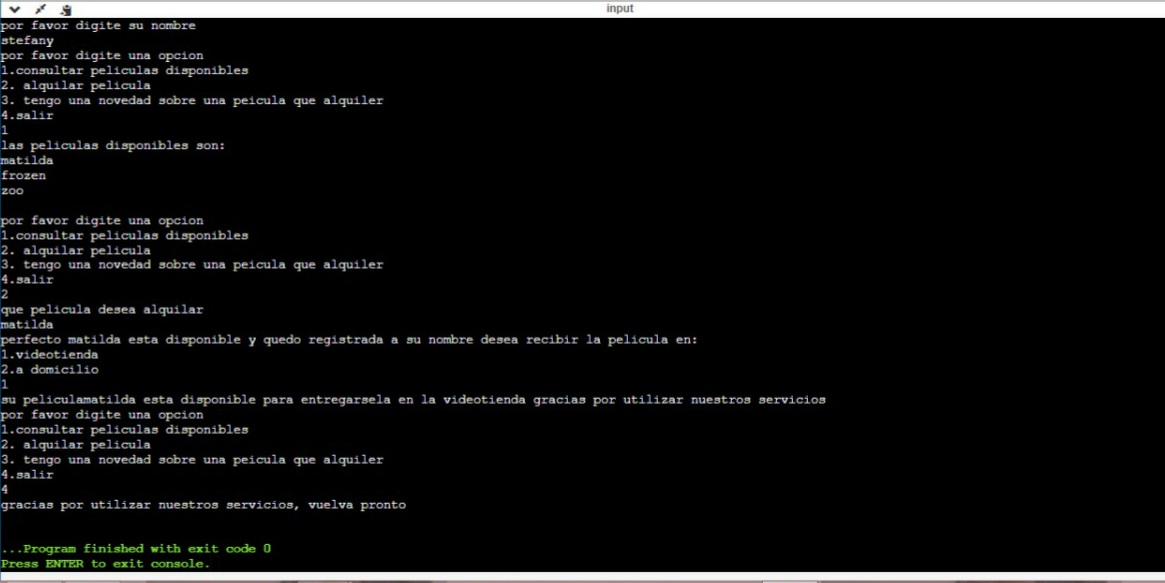 input
por favor digite su nombre
stefany
por favor digite una opcion
1.consultar peliculas disponibles
2. alquilar pelicula
3. tengo una novedad sobre una peicula que alquiler
4.salir
1
las peliculas disponibles son:
matilda
frozen
zoo
por favor digite una opcion
1.consultar peliculas disponibles
2. alquilar pelicula
3. tengo una novedad sobre una peicula que alquiler
4.salir
2
que pelicula desea alquilar
matilda
perfecto matilda esta disponible y quedo registrada a su nombre desea recibir la pelicula en:
1.videotienda
2.a domicilio
1
su peliculamatilda esta disponible para entregarsela en la videotienda gracias por utilizar nuestros servicios
por favor digite una opcion
1.consultar peliculas disponibles
2. alquilar pelicula
3. tengo una novedad sobre una peicula que alquiler
4.salir
4
gracias por utilizar nuestros servicios, vuelva pronto
...Program finished with exit code 0
Press ENTER to exit console.